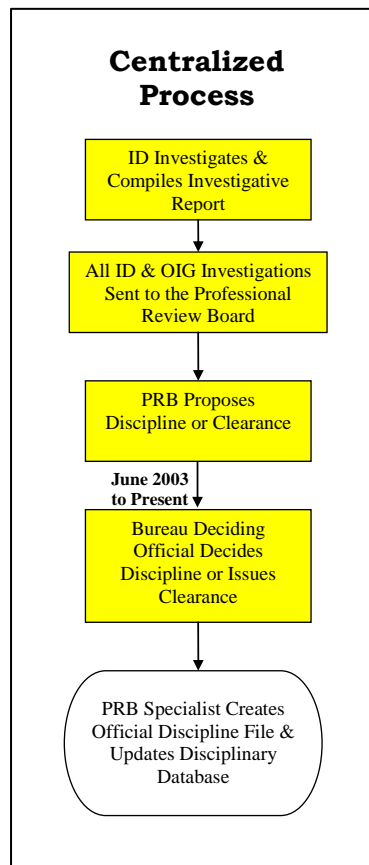 Centralized
Process
ID Investigates &
Compiles Investigative
Report
All ID & OIG Investigations
Sent to the Professional
Review Board
PRB Proposes
Discipline or Clearance
June 2003
to Present
Bureau Deciding
Official Decides
Discipline or Issues
Clearance
PRB Specialist Creates
Official Discipline File &
Updates Disciplinary
Database